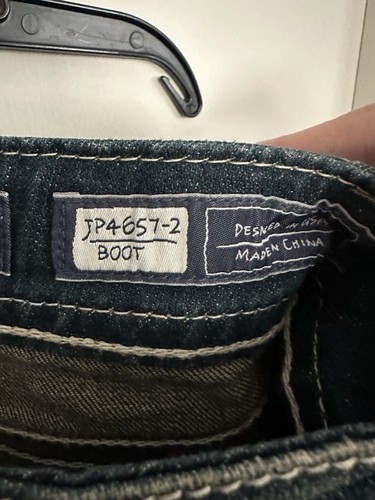 JP4657-2
BOOT
DESNED IN USA
MADEN CHINA